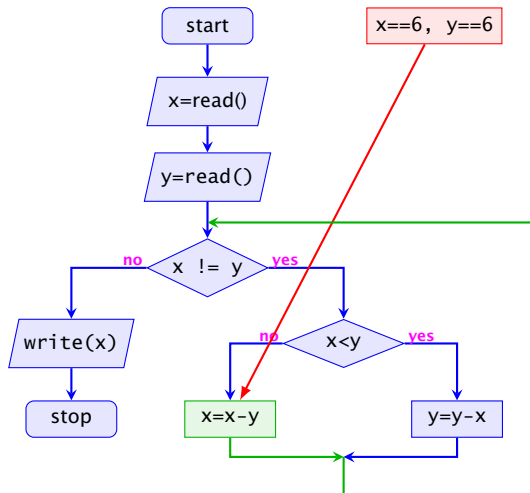 start
x==6, y==6
x=read()
y=read()
no
x != y
yes
write(x)
no
x<y
yes
stop
x=x-y
y=y-x